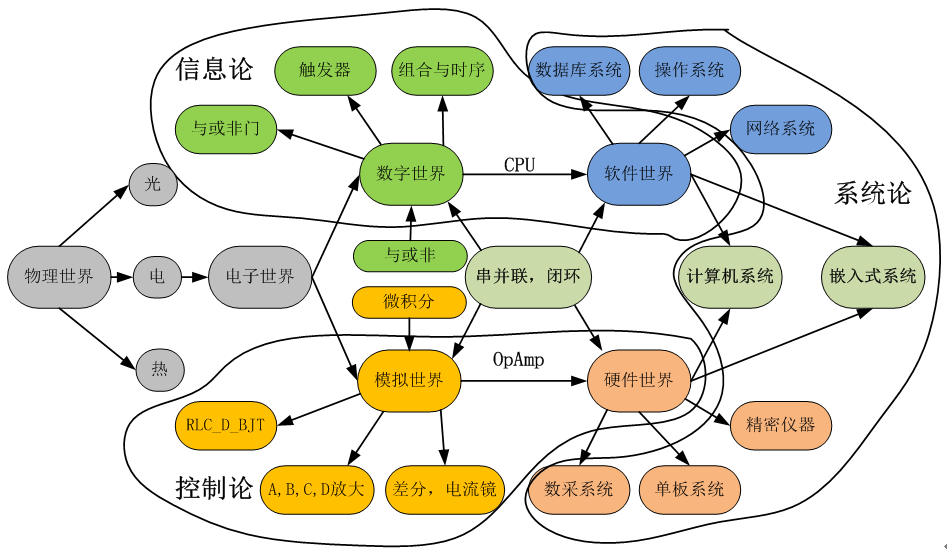 信息论
触发器
组合与时序
数据库系统
操作系统
与或非门
网络系统
数字世界
CPU
软件世界
光
系统论
物理世界
电
电子世界
与或非
串并联，闭环
计算机系统
嵌入式系统
微积分
热
模拟世界
OpAmp
硬件世界
RLC_D_BJT
精密仪器
控制论
A,B,C,D放大
差分，电流镜
数采系统
单板系统